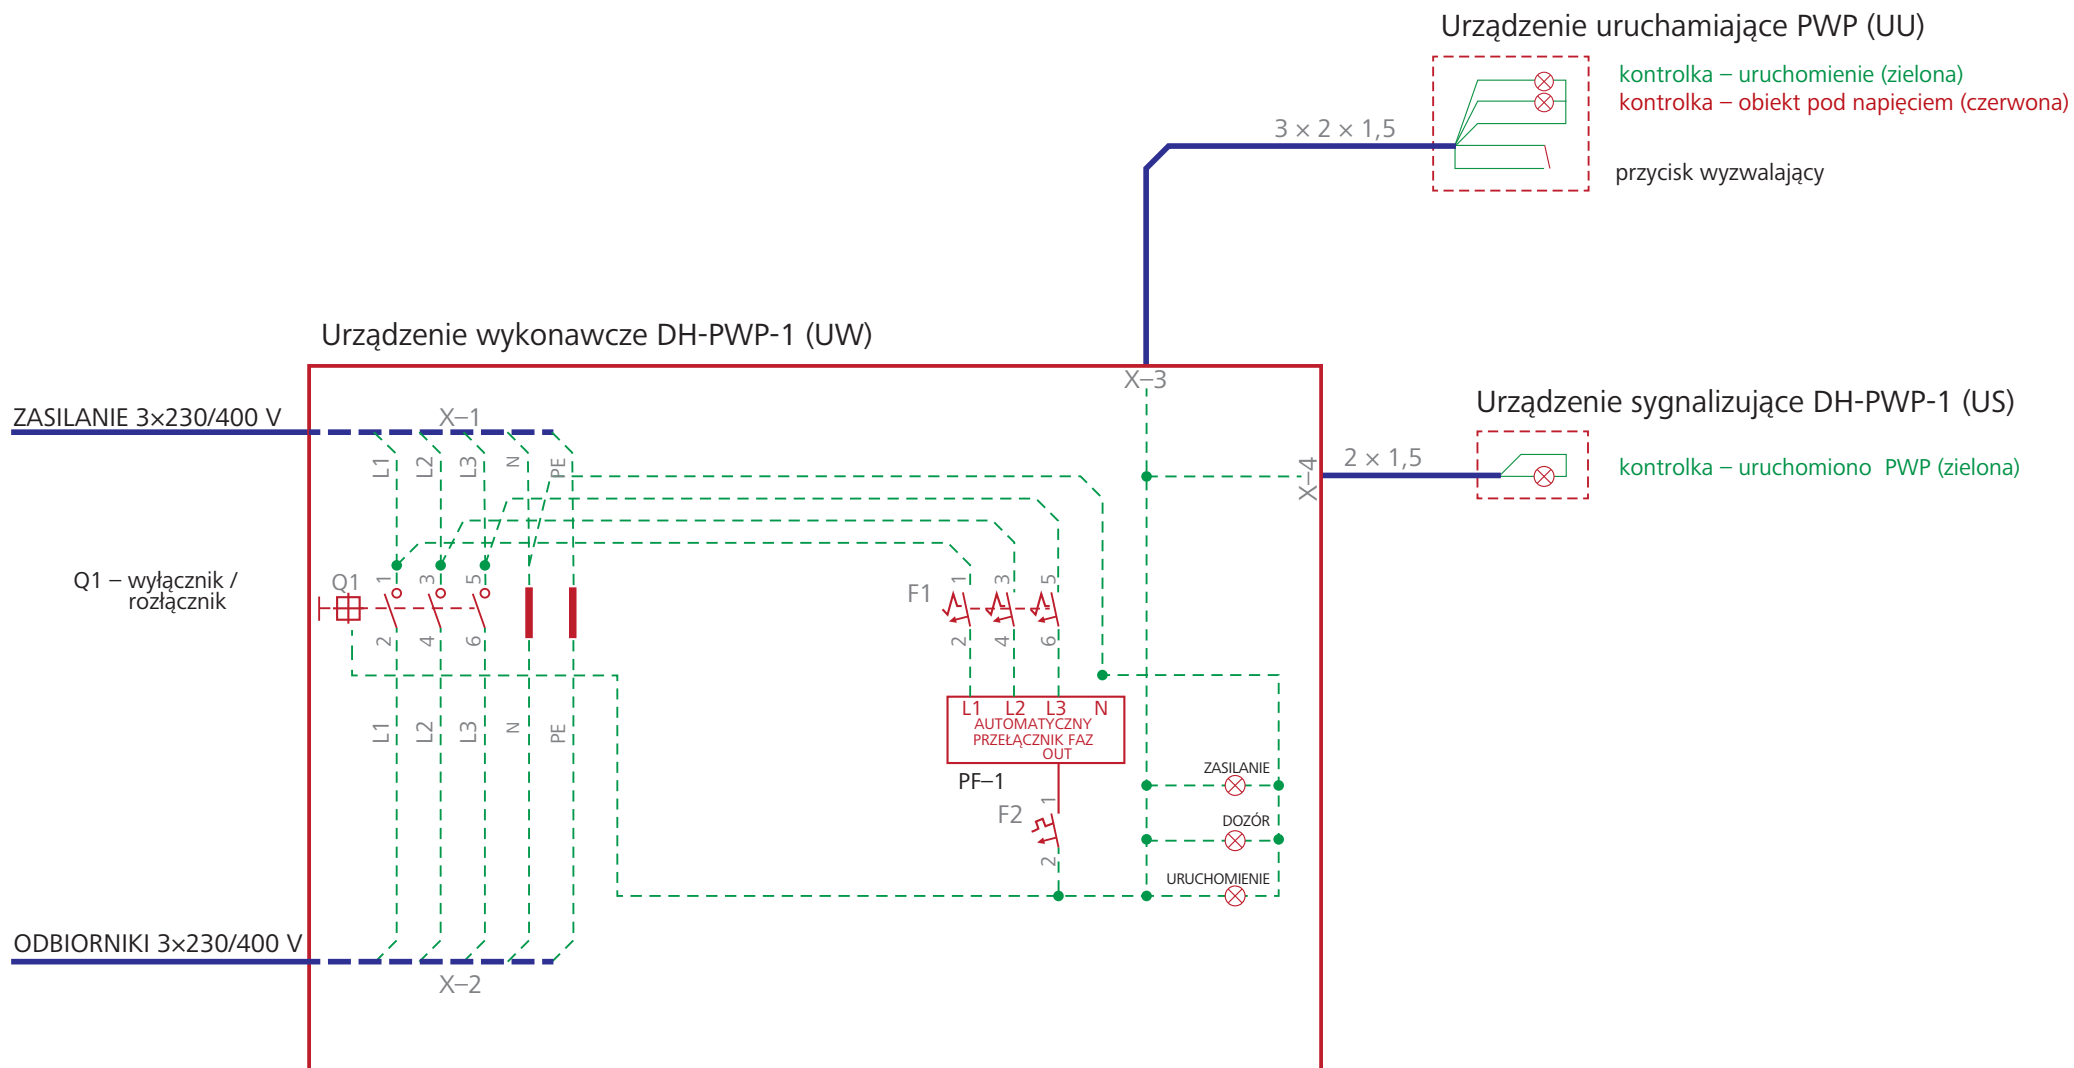 Urządzenie uruchamiające PWP (UU)
kontrolka – uruchomienie (zielona)
kontrolka – obiekt pod napięciem (czerwona)
3 × 2 × 1,5
przycisk wyzwalający
Urządzenie wykonawcze DH-PWP-1 (UW)
X–3
Urządzenie sygnalizujące DH-PWP-1 (US)
ZASILANIE 3×230/400 V
X–1
2 × 1,5
X–4
kontrolka – uruchomiono PWP (zielona)
L1
L2
L3
N
PE
Q1 – wyłącznik /
rozłącznik
Q1
1
3
5
2
4
6
F1
1
3
5
2
4
6
L1
L2
L3
N
PE
L1 L2 L3 N
AUTOMATYCZNY
PRZEŁĄCZNIK FAZ
OUT
PF–1
F2
1
2
ZASILANIE
DOZÓR
URUCHOMIENIE
ODBIORNIKI 3×230/400 V
X–2